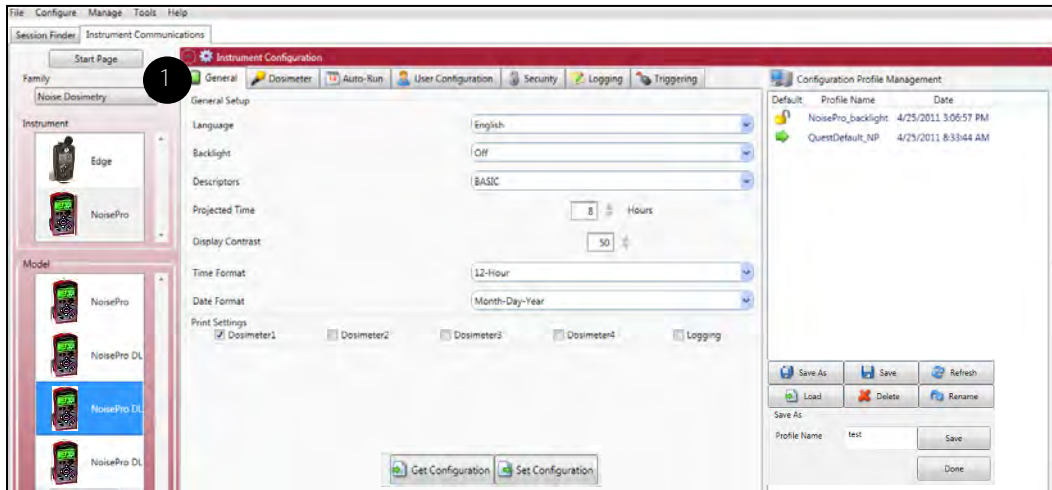 File Configure Manage Tools Help
Session Finder Instrument Communications
Start Page
Family
Noise Dosimetry
Instrument
Edge
NoisePro
Model
NoisePro
NoisePro DL
NoisePro DL
NoisePro DL
1
Instrument Configuration
General Dosimeter Auto-Run User Configuration Security Logging Triggering
General Setup
Language English
Backlight Off
Descriptors BASIC
Projected Time 8 Hours
Display Contrast 50
Time Format 12-Hour
Date Format Month-Day-Year
Print Settings
Dosimeter1 Dosimeter2 Dosimeter3 Dosimeter4 Logging
Get Configuration Set Configuration
Configuration Profile Management
Default Profile Name Date
NoisePro_backlight 4/25/2011 3:06:57 PM
QuestDefault_NP 4/25/2011 8:33:44 AM
Save As Save Refresh
Load Delete Rename
Save As
Profile Name test Save
Done